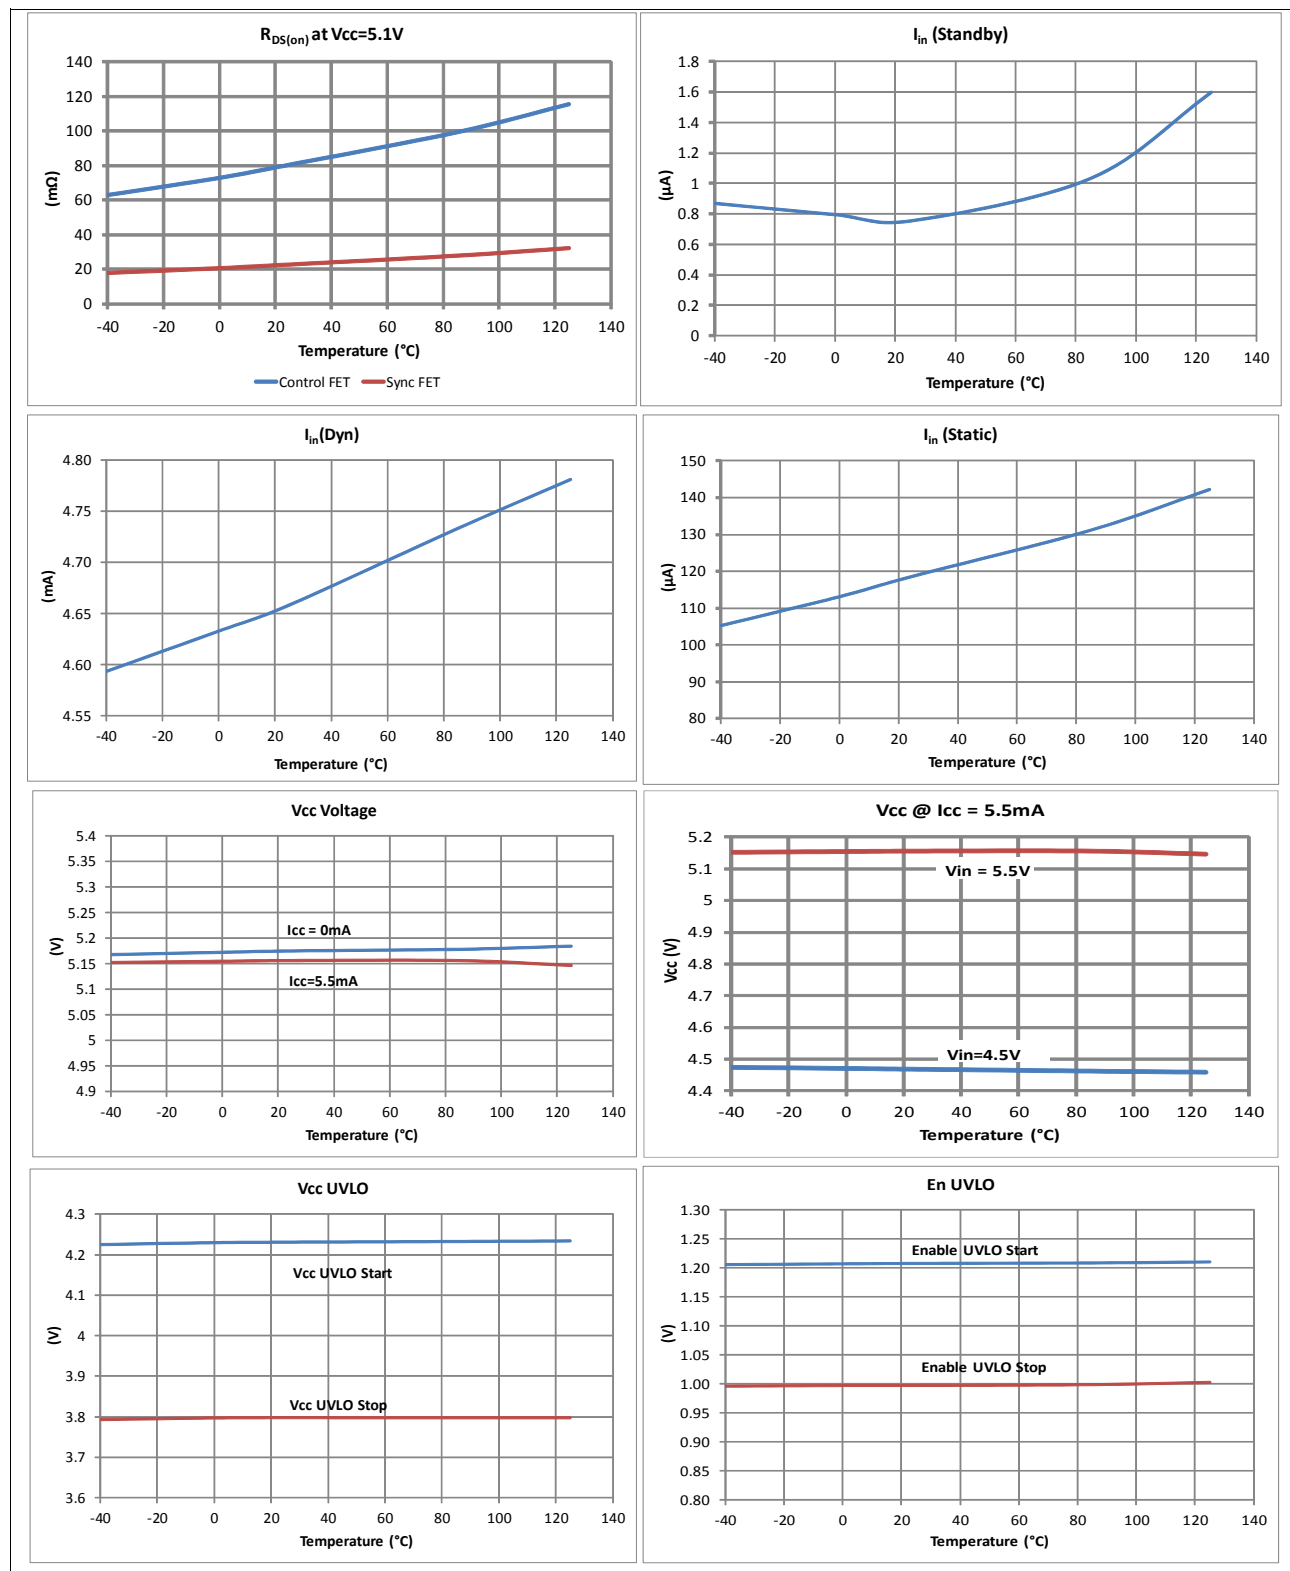 R_DS(on) at Vcc=5.1V
140
120
100
80
60
40
20
0
(mΩ)
-40 -20 0 20 40 60 80 100 120 140
Temperature (°C)
Control FET Sync FET
I_in (Standby)
1.8
1.6
1.4
1.2
1
0.8
0.6
0.4
0.2
0
(µA)
-40 -20 0 20 40 60 80 100 120 140
Temperature (°C)
I_in(Dyn)
4.80
4.75
4.70
4.65
4.60
4.55
(mA)
-40 -20 0 20 40 60 80 100 120 140
Temperature (°C)
I_in (Static)
150
140
130
120
110
100
90
80
(µA)
-40 -20 0 20 40 60 80 100 120 140
Temperature (°C)
Vcc Voltage
5.4
5.35
5.3
5.25
5.2
5.15
5.1
5.05
5
4.95
4.9
(V)
Icc = 0mA
Icc=5.5mA
-40 -20 0 20 40 60 80 100 120 140
Temperature (°C)
Vcc @ Icc = 5.5mA
5.2
5.1
5
4.9
4.8
4.7
4.6
4.5
4.4
Vcc (V)
Vin = 5.5V
Vin=4.5V
-40 -20 0 20 40 60 80 100 120 140
Temperature (°C)
Vcc UVLO
4.3
4.2
4.1
4
3.9
3.8
3.7
3.6
(V)
Vcc UVLO Start
Vcc UVLO Stop
-40 -20 0 20 40 60 80 100 120 140
Temperature (°C)
En UVLO
1.30
1.25
1.20
1.15
1.10
1.05
1.00
0.95
0.90
0.85
0.80
(V)
Enable UVLO Start
Enable UVLO Stop
-40 -20 0 20 40 60 80 100 120 140
Temperature (°C)